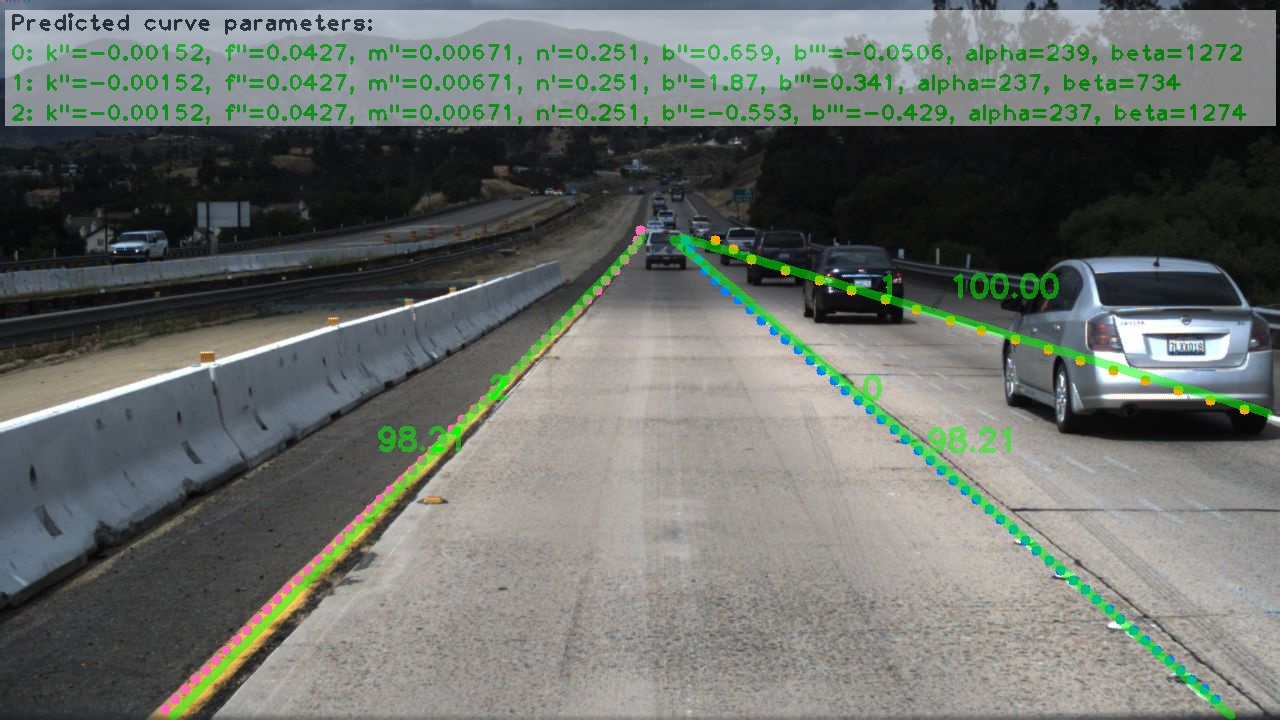 Predicted curve parameters:
0: k''=-0.00152, f''=0.0427, m''=0.00671, n'=0.251, b''=0.659, b'''=-0.0506, alpha=239, beta=1272
1: k''=-0.00152, f''=0.0427, m''=0.00671, n'=0.251, b''=1.87, b'''=0.341, alpha=237, beta=734
2: k''=-0.00152, f''=0.0427, m''=0.00671, n'=0.251, b''=-0.553, b'''=-0.429, alpha=237, beta=1274
1 100.00
2
0
98.21
98.21